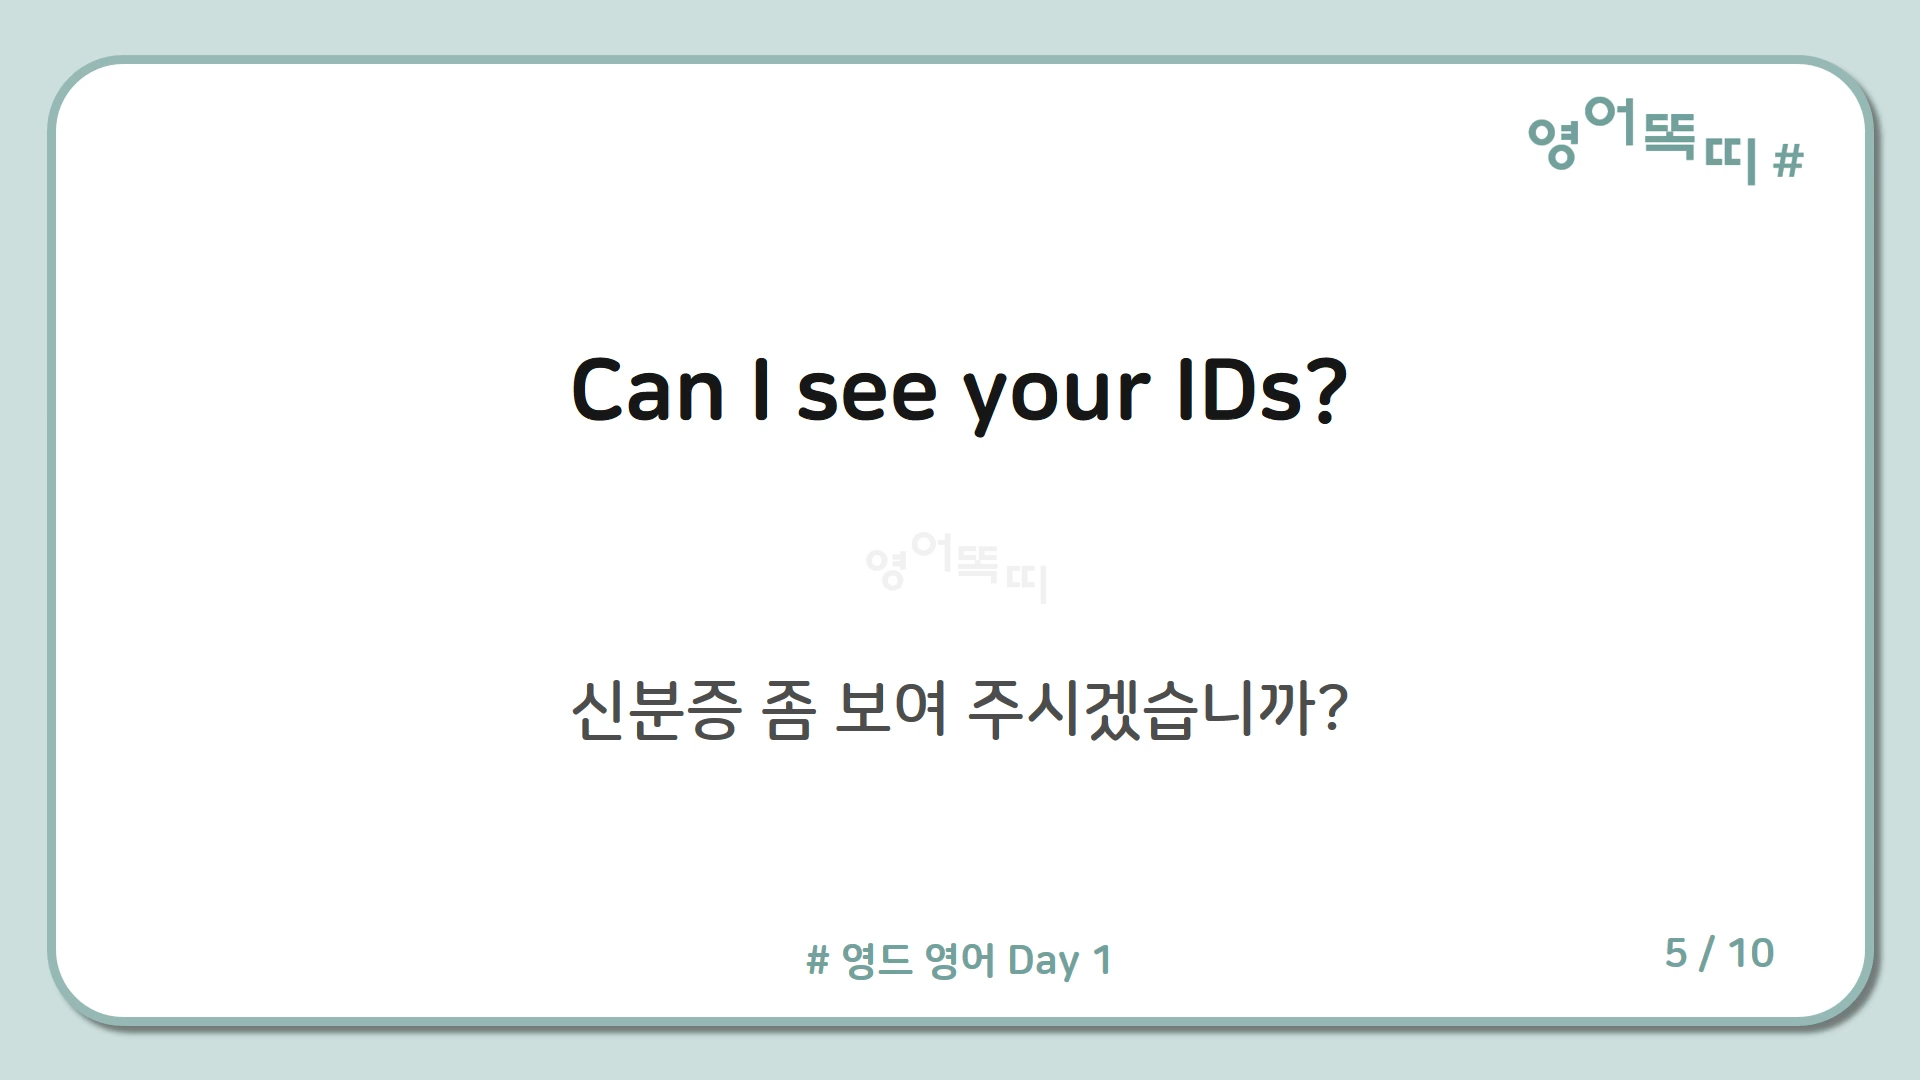 영어똑띠 #
Can I see your IDs?
영어똑띠
신분증 좀 보여 주시겠습니까?
# 영드 영어 Day 1
5 / 10